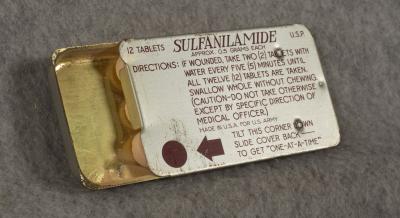 12 TABLETS SULFANILAMIDE U.S.P.
APPROX. 0.5 GRAMS EACH
DIRECTIONS: IF WOUNDED, TAKE TWO (2) TABLETS WITH
WATER EVERY FIVE (5) MINUTES UNTIL
ALL TWELVE (12) TABLETS ARE TAKEN.
SWALLOW WHOLE WITHOUT CHEWING.
(CAUTION-DO NOT TAKE OTHERWISE
EXCEPT BY SPECIFIC DIRECTION OF
MEDICAL OFFICER.)
MADE IN U.S.A. FOR U.S. ARMY
TILT THIS CORNER DOWN
SLIDE COVER BACK
TO GET "ONE-AT-A-TIME"